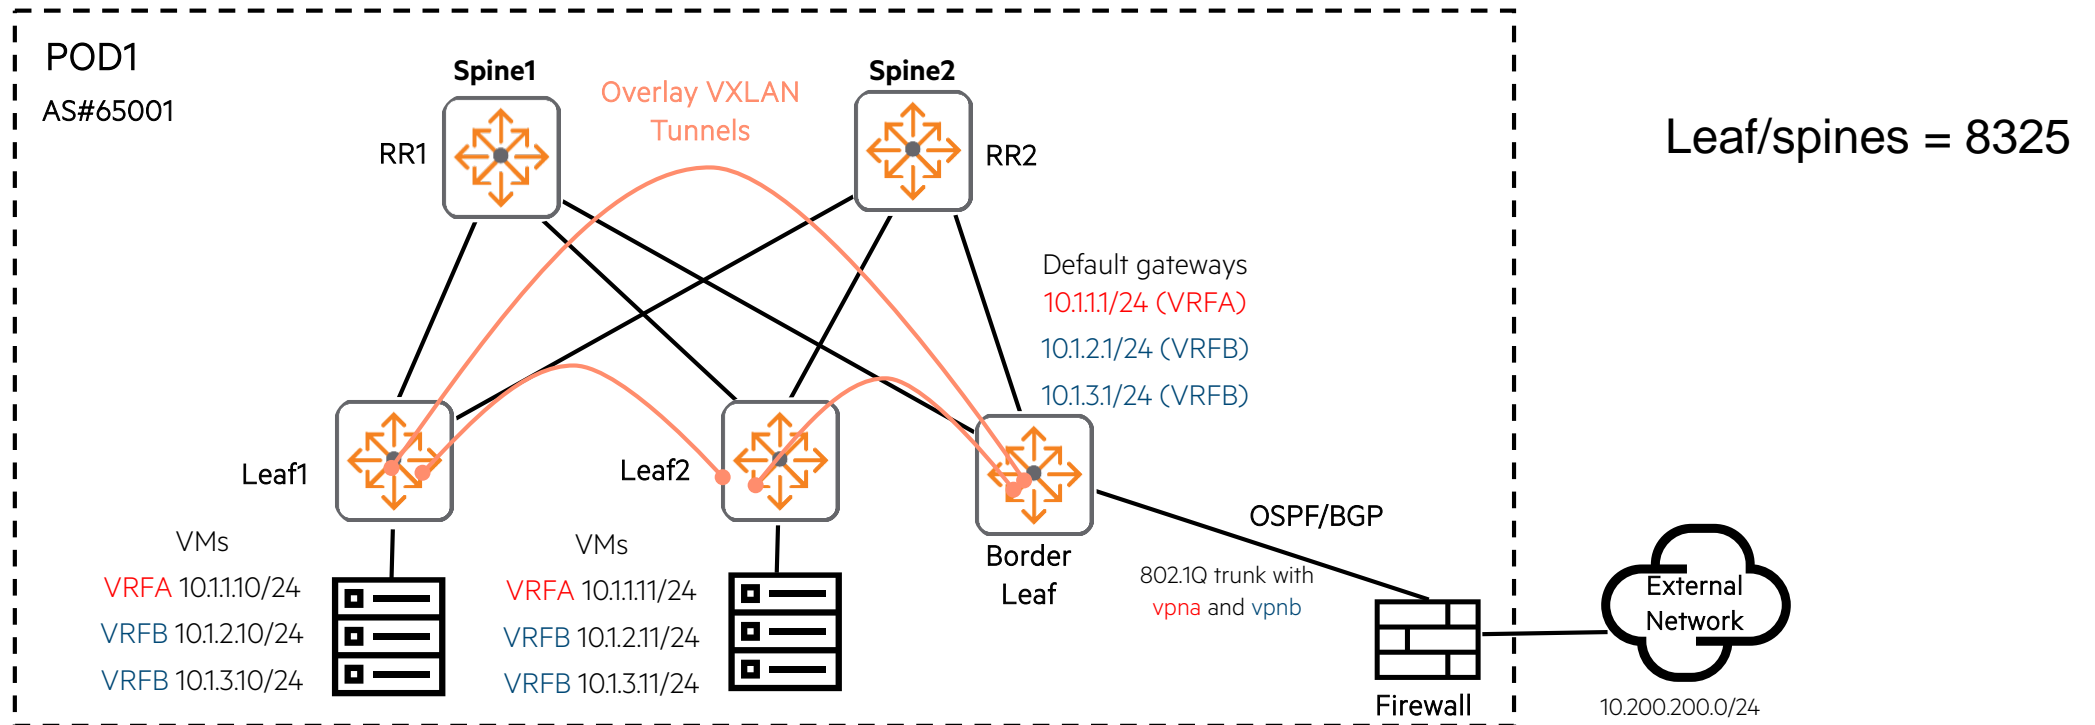 POD1
AS#65001
Spine1
Spine2
Overlay VXLAN
Tunnels
RR1
RR2
Leaf/spines = 8325
Default gateways
10.1.1.1/24 (VRFA)
10.1.2.1/24 (VRFB)
10.1.3.1/24 (VRFB)
Leaf1
Leaf2
Border
Leaf
VMs
VRFA 10.1.1.10/24
VRFB 10.1.2.10/24
VRFB 10.1.3.10/24
VMs
VRFA 10.1.1.11/24
VRFB 10.1.2.11/24
VRFB 10.1.3.11/24
OSPF/BGP
802.1Q trunk with
vpna and vpnb
Firewall
External
Network
10.200.200.0/24